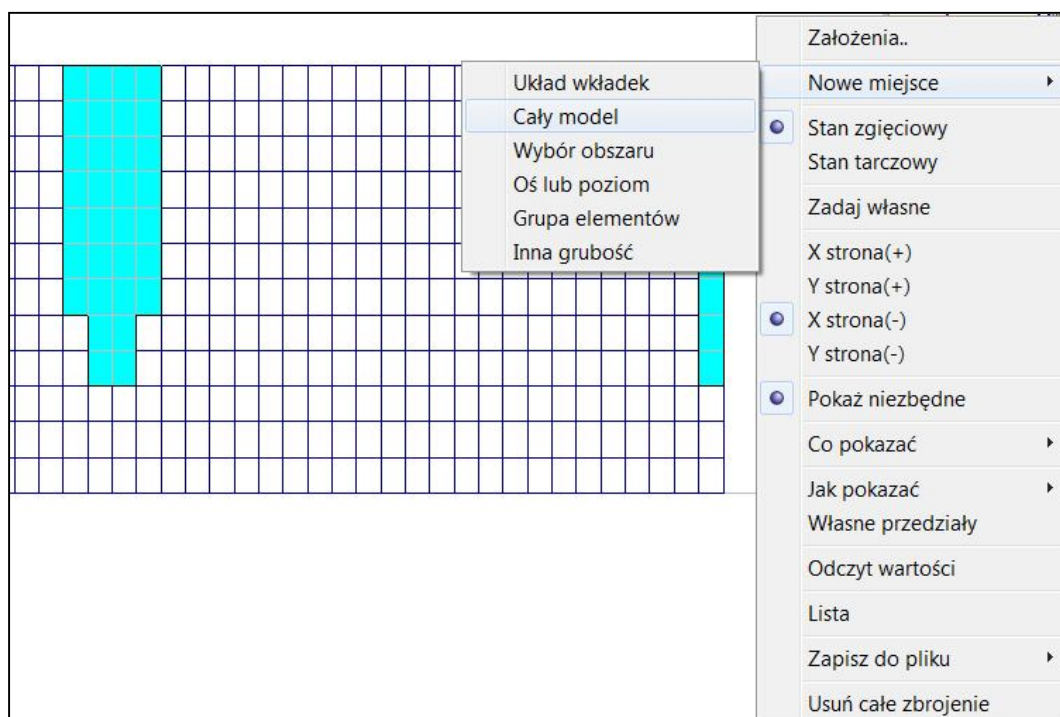 Założenia..
Nowe miejsce
Układ wkładek
Cały model
Wybór obszaru
Oś lub poziom
Grupa elementów
Inna grubość
Stan zgięciowy
Stan tarczowy
Zadaj własne
X strona(+)
Y strona(+)
X strona(-)
Y strona(-)
Pokaż niezbędne
Co pokazać
Jak pokazać
Własne przedziały
Odczyt wartości
Lista
Zapisz do pliku
Usuń całe zbrojenie